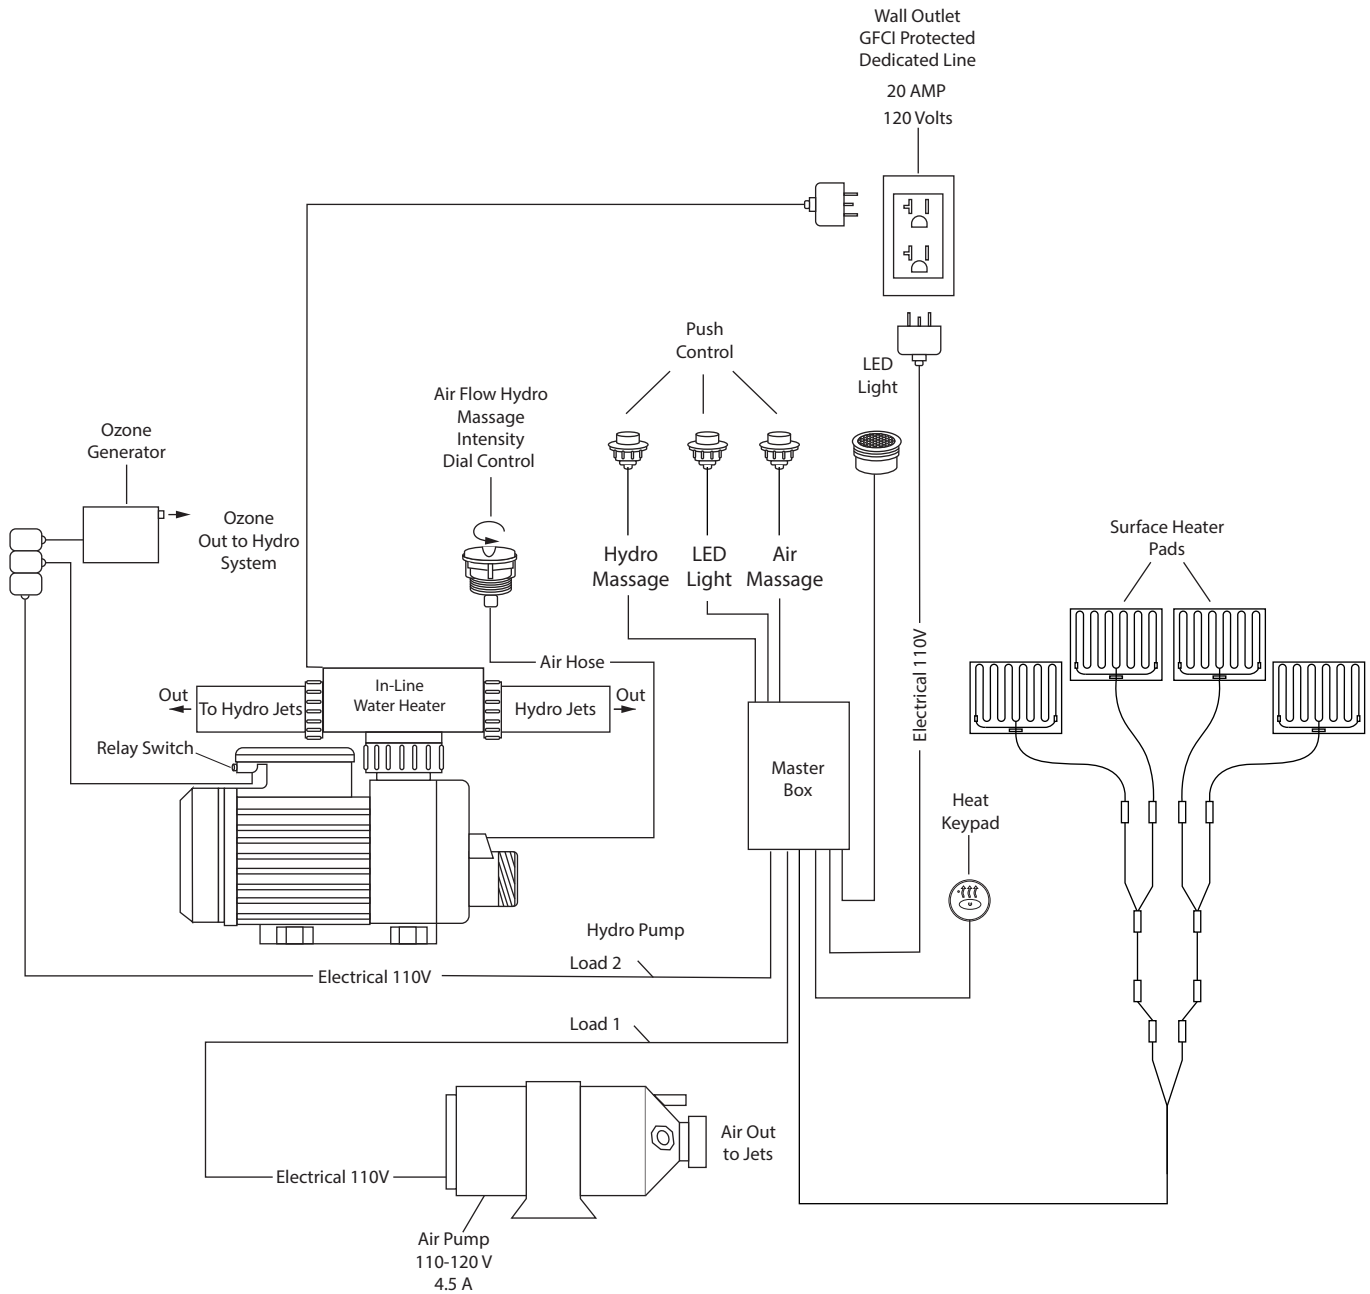 Wall Outlet
GFCI Protected
Dedicated Line
20 AMP
120 Volts
Push
Control
LED
Light
Air Flow Hydro
Massage
Intensity
Dial Control
Ozone
Generator
Ozone
Out to Hydro
System
Hydro
Massage
LED
Light
Air
Massage
Surface Heater
Pads
Electrical 110V
Air Hose
In-Line
Water Heater
Out
To Hydro Jets
Hydro Jets
Out
Relay Switch
Master
Box
Heat
Keypad
Hydro Pump
Load 2
Electrical 110V
Load 1
Electrical 110V
Air Out
to Jets
Air Pump
110-120 V
4.5 A